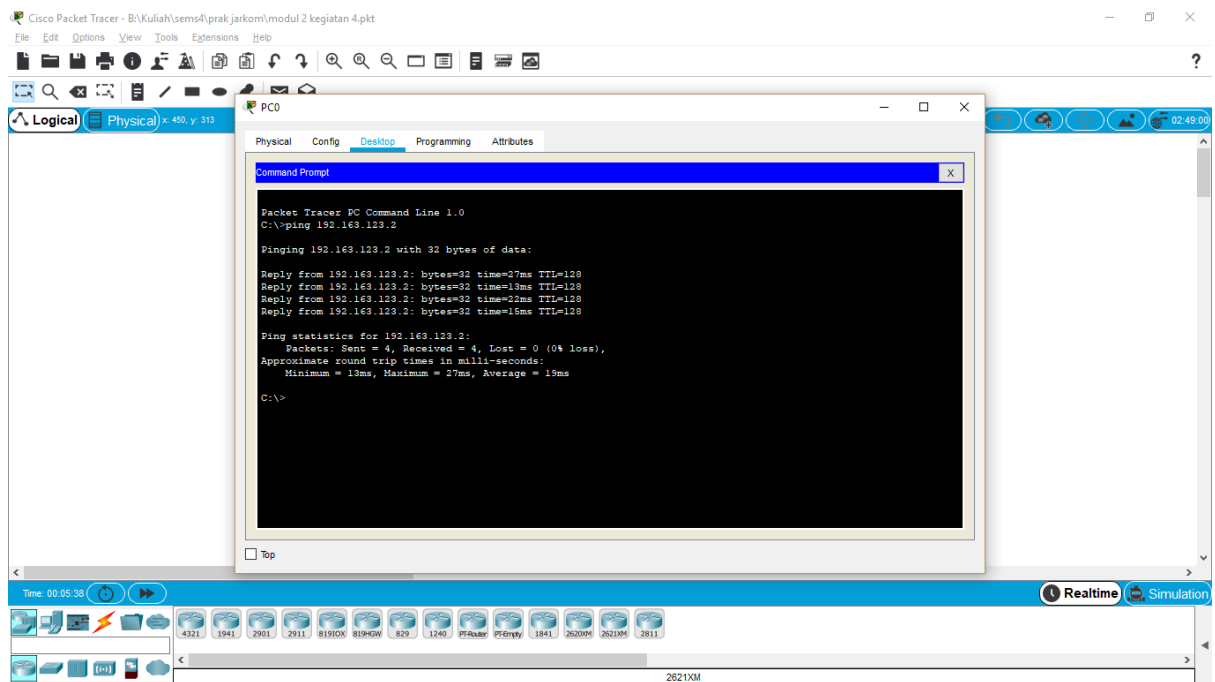 Cisco Packet Tracer - B:\Kuliah\sems4\prak jarkom\modul 2 kegiatan 4.pkt
File Edit Options View Tools Extensions Help
?
Logical Physical x: 450, y: 313 02:49:00
PC0
Physical Config Desktop Programming Attributes
Command Prompt X
Packet Tracer PC Command Line 1.0
C:\>ping 192.163.123.2
Pinging 192.163.123.2 with 32 bytes of data:
Reply from 192.163.123.2: bytes=32 time=27ms TTL=128
Reply from 192.163.123.2: bytes=32 time=13ms TTL=128
Reply from 192.163.123.2: bytes=32 time=22ms TTL=128
Reply from 192.163.123.2: bytes=32 time=15ms TTL=128
Ping statistics for 192.163.123.2:
Packets: Sent = 4, Received = 4, Lost = 0 (0% loss),
Approximate round trip times in milli-seconds:
Minimum = 13ms, Maximum = 27ms, Average = 19ms
C:\>
Top
Time: 00:05:38 Realtime Simulation
4321 1941 2901 2911 819IOX 819HGW 829 1240 PT-Router PT-Empty 1841 2620XM 2621XM 2811
2621XM